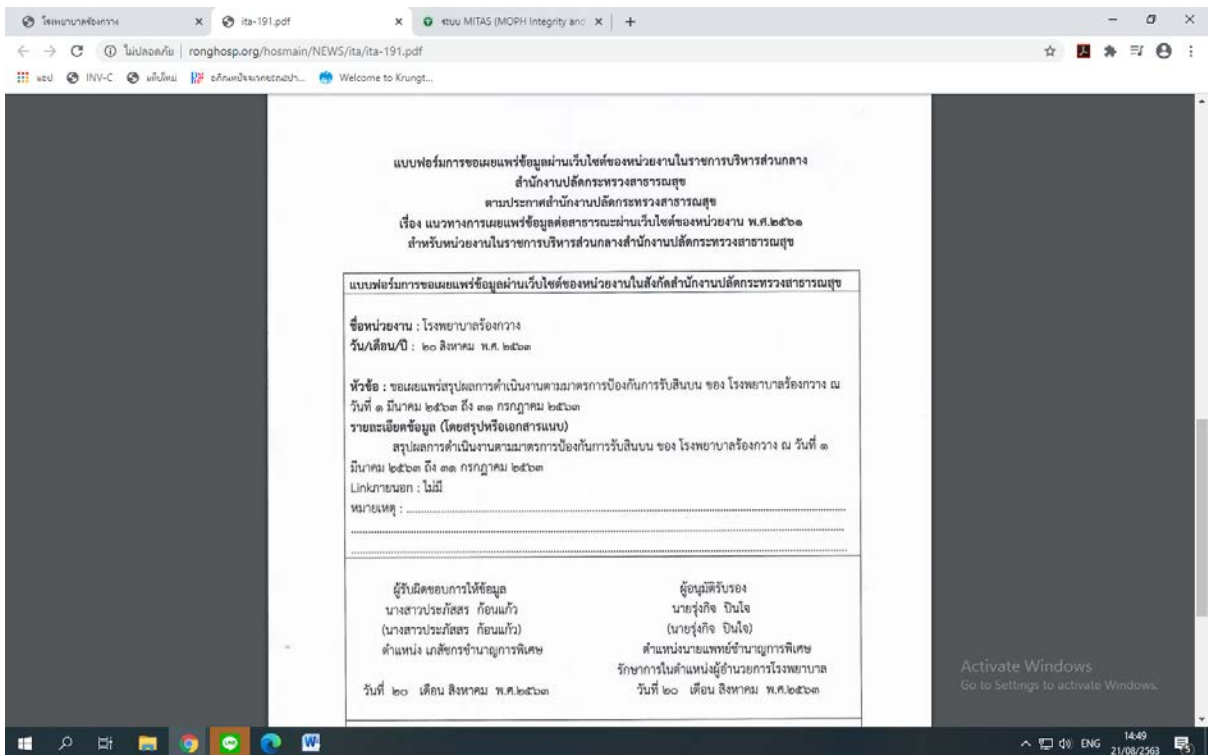 โรงพยาบาลร้องกวาง
ita-191.pdf
ระบบ MITAS (MOPH Integrity and
ไม่ปลอดภัย | ronghosp.org/hosmain/NEWS/ita/ita-191.pdf
แอป INV-C แท็บใหม่ Welcome to Krungt...
แบบฟอร์มการขอเผยแพร่ข้อมูลผ่านเว็บไซต์ของหน่วยงานในราชการบริหารส่วนกลาง
สำนักงานปลัดกระทรวงสาธารณสุข
ตามประกาศสำนักงานปลัดกระทรวงสาธารณสุข
เรื่อง แนวทางการเผยแพร่ข้อมูลต่อสาธารณะผ่านเว็บไซต์ของหน่วยงาน พ.ศ.๒๕๖๑
สำหรับหน่วยงานในราชการบริหารส่วนกลางสำนักงานปลัดกระทรวงสาธารณสุข
แบบฟอร์มการขอเผยแพร่ข้อมูลผ่านเว็บไซต์ของหน่วยงานในสังกัดสำนักงานปลัดกระทรวงสาธารณสุข
ชื่อหน่วยงาน : โรงพยาบาลร้องกวาง
วัน/เดือน/ปี : ๒๐ สิงหาคม พ.ศ. ๒๕๖๓
หัวข้อ : ขอเผยแพร่สรุปผลการดำเนินงานตามมาตรการป้องกันการรับสินบน ของ โรงพยาบาลร้องกวาง ณ
วันที่ ๑ มีนาคม ๒๕๖๓ ถึง ๓๑ กรกฎาคม ๒๕๖๓
รายละเอียดข้อมูล (โดยสรุปหรือเอกสารแนบ)
สรุปผลการดำเนินงานตามมาตรการป้องกันการรับสินบน ของ โรงพยาบาลร้องกวาง ณ วันที่ ๑
มีนาคม ๒๕๖๓ ถึง ๓๑ กรกฎาคม ๒๕๖๓
Linkภายนอก : ไม่มี
หมายเหตุ :
ผู้รับผิดชอบการให้ข้อมูล
นางสาวประภัสสร ก้อนแก้ว
(นางสาวประภัสสร ก้อนแก้ว)
ตำแหน่ง เภสัชกรชำนาญการพิเศษ
วันที่ ๒๐ เดือน สิงหาคม พ.ศ.๒๕๖๓
ผู้อนุมัติรับรอง
นายรุ่งกิจ ปินใจ
(นายรุ่งกิจ ปินใจ)
ตำแหน่งนายแพทย์ชำนาญการพิเศษ
รักษาการในตำแหน่งผู้อำนวยการโรงพยาบาล
วันที่ ๒๐ เดือน สิงหาคม พ.ศ.๒๕๖๓
Activate Windows
Go to Settings to activate Windows.
ENG
14:49
21/08/2563